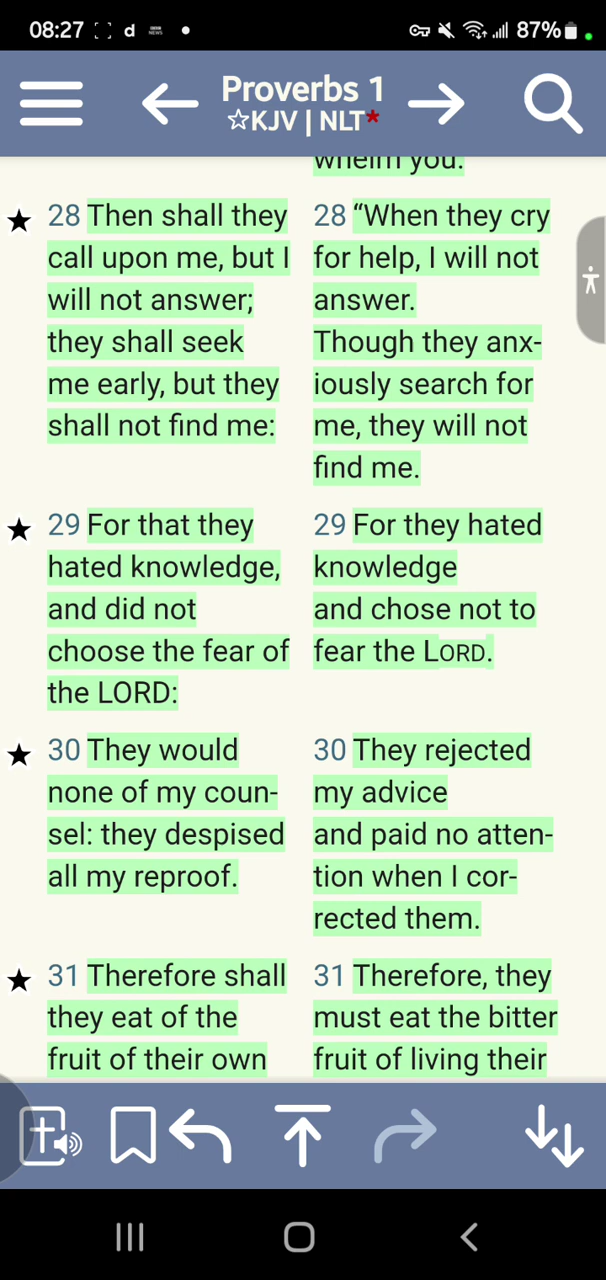 08:27 d 87%
Proverbs 1
☆KJV | NLT*
whelm you.
28 Then shall they
call upon me, but I
will not answer;
they shall seek
me early, but they
shall not find me:
28 “When they cry
for help, I will not
answer.
Though they anx-
iously search for
me, they will not
find me.
29 For that they
hated knowledge,
and did not
choose the fear of
the LORD:
29 For they hated
knowledge
and chose not to
fear the LORD.
30 They would
none of my coun-
sel: they despised
all my reproof.
30 They rejected
my advice
and paid no atten-
tion when I cor-
rected them.
31 Therefore shall
they eat of the
fruit of their own
31 Therefore, they
must eat the bitter
fruit of living their